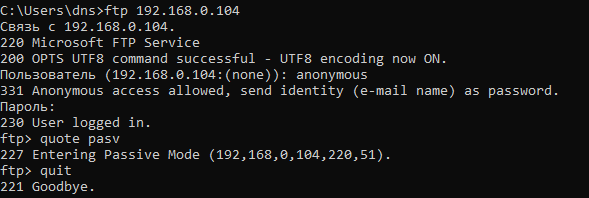 C:\Users\dns>ftp 192.168.0.104
Связь с 192.168.0.104.
220 Microsoft FTP Service
200 OPTS UTF8 command successful - UTF8 encoding now ON.
Пользователь (192.168.0.104:(none)): anonymous
331 Anonymous access allowed, send identity (e-mail name) as password.
Пароль:
230 User logged in.
ftp> quote pasv
227 Entering Passive Mode (192,168,0,104,220,51).
ftp> quit
221 Goodbye.